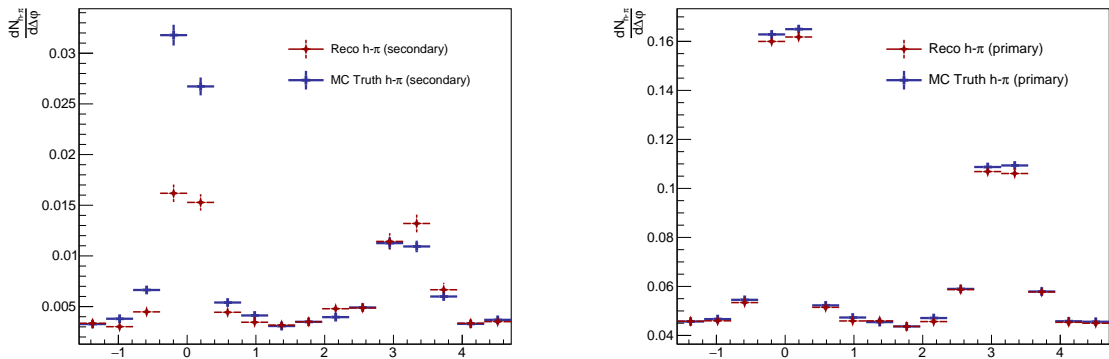 dN_{h-π}
dΔφ
0.03
0.025
0.02
0.015
0.01
0.005
−1 0 1 2 3 4
Reco h-π (secondary)
MC Truth h-π (secondary)
dN_{h-π}
dΔφ
0.16
0.14
0.12
0.1
0.08
0.06
0.04
−1 0 1 2 3 4
Reco h-π (primary)
MC Truth h-π (primary)